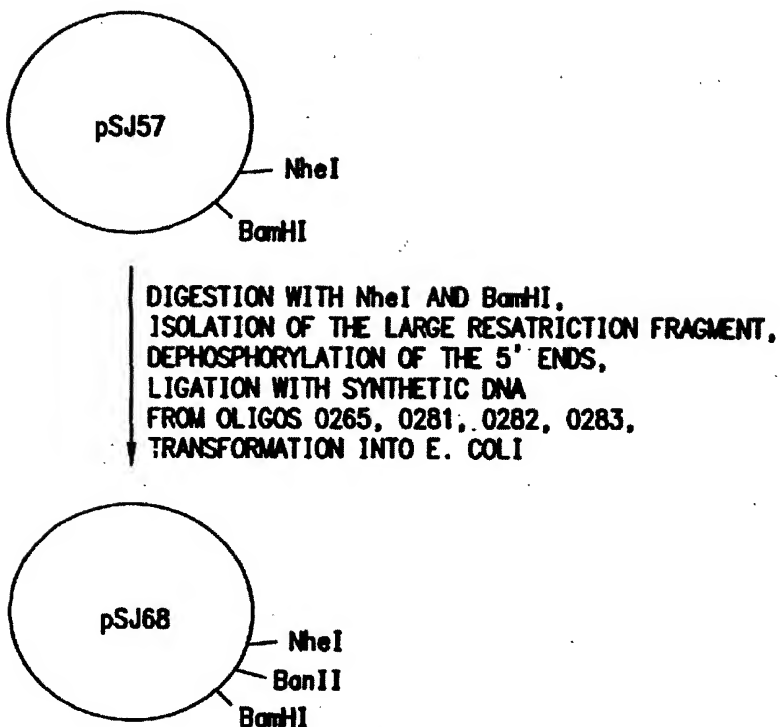 pSJ57
NheI
BamHI
DIGESTION WITH NheI AND BamHI,
ISOLATION OF THE LARGE RESATRICTION FRAGMENT,
DEPHOSPHORYLATION OF THE 5' ENDS,
LIGATION WITH SYNTHETIC DNA
FROM OLIGOS 0265, 0281, 0282, 0283,
TRANSFORMATION INTO E. COLI
pSJ68
NheI
BanII
BamHI